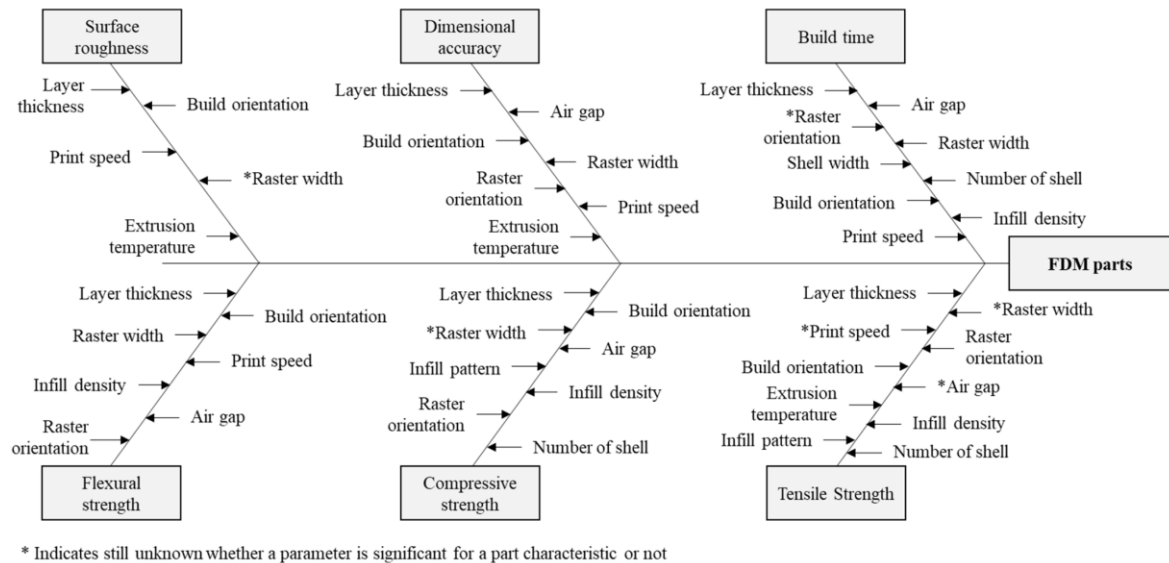 Surface
roughness
Layer
thickness
Build orientation
Print speed
*Raster width
Extrusion
temperature
Dimensional
accuracy
Layer thickness
Air gap
Build orientation
Raster width
Raster
orientation
Print speed
Extrusion
temperature
Build time
Layer thickness
Air gap
*Raster
orientation
Raster width
Shell width
Number of shell
Build orientation
Infill density
Print speed
FDM parts
Layer thickness
Build orientation
Raster width
Print speed
Infill density
Air gap
Raster
orientation
Flexural
strength
Layer thickness
Build orientation
*Raster width
Air gap
Infill pattern
Infill density
Raster
orientation
Number of shell
Compressive
strength
Layer thickness
*Raster width
*Print speed
Raster
orientation
Build orientation
*Air gap
Extrusion
temperature
Infill density
Infill pattern
Number of shell
Tensile Strength
* Indicates still unknown whether a parameter is significant for a part characteristic or not